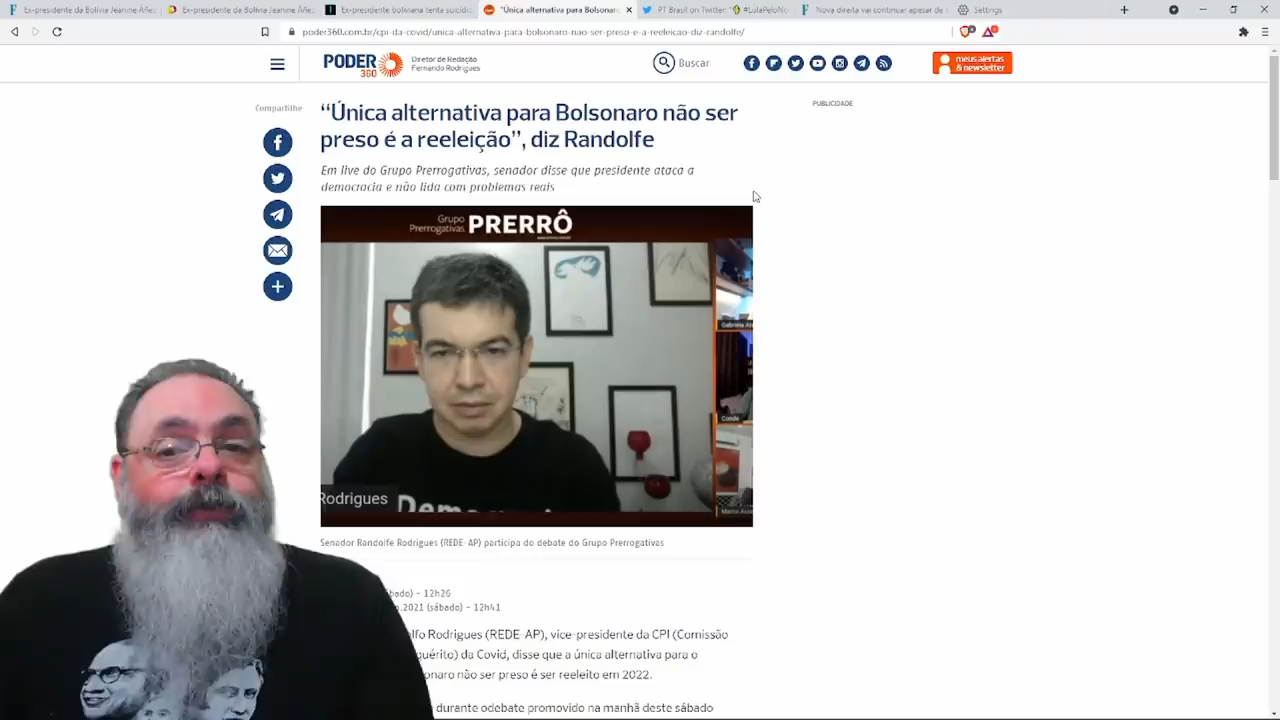 Ex-presidente da Bolívia Jeanine Áñez
Ex-presidente da Bolívia Jeanine Áñez
Ex-presidente boliviana tenta suicídio
"Única alternativa para Bolsonaro
PT Brasil on Twitter: "#LulaPeloNo
Nova direita vai continuar apesar de
Settings
poder360.com.br/cpi-da-covid/unica-alternativa-para-bolsonaro-nao-ser-preso-e-a-reeleicao-diz-randolfe/
PODER
360
Diretor de Redação
Fernando Rodrigues
Buscar
meus alertas
& newsletter
Compartilhe
PUBLICIDADE
“Única alternativa para Bolsonaro não ser
preso é a reeleição”, diz Randolfe
Em live do Grupo Prerrogativas, senador disse que presidente ataca a
democracia e não lida com problemas reais
Grupo
Prerrogativas PRERRÔ
Conde
Rodrigues
Senador Randolfe Rodrigues (REDE-AP) participa do debate do Grupo Prerrogativas
bado) - 12h26
.2021 (sábado) - 12h41
lfo Rodrigues (REDE-AP), vice-presidente da CPI (Comissão
quérito) da Covid, disse que a única alternativa para o
onaro não ser preso é ser reeleito em 2022.
durante odebate promovido na manhã deste sábado